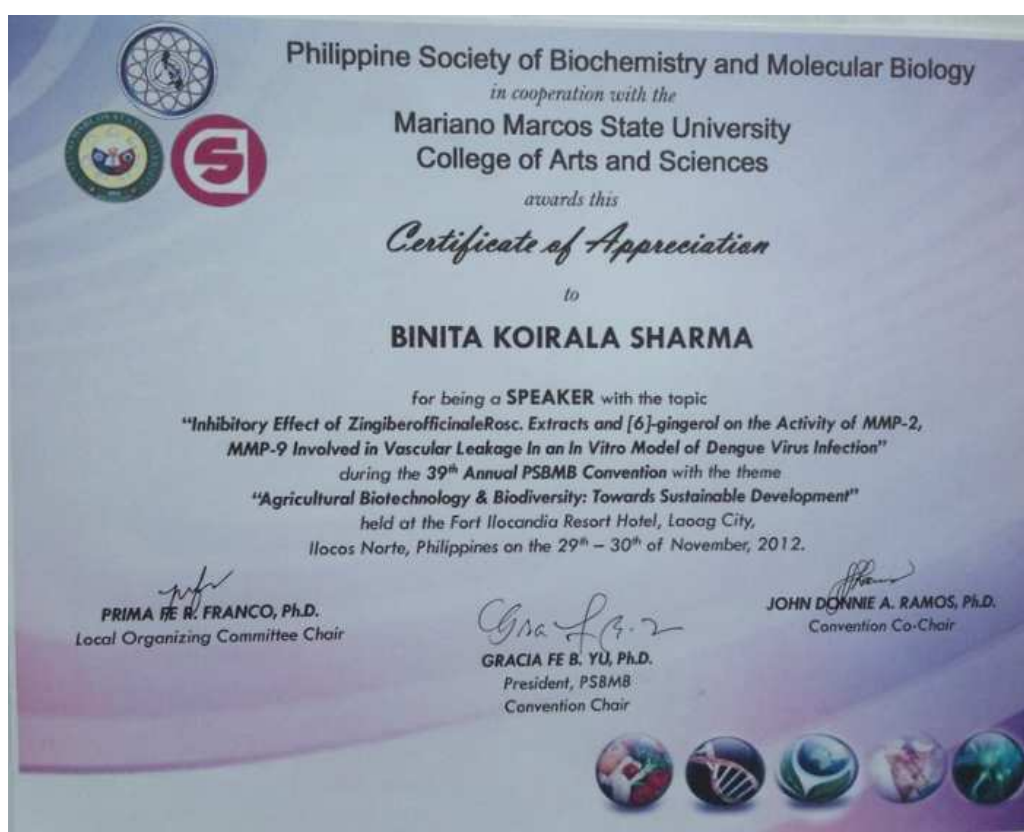 Philippine Society of Biochemistry and Molecular Biology
in cooperation with the
Mariano Marcos State University
College of Arts and Sciences
awards this
Certificate of Appreciation
to
BINITA KOIRALA SHARMA
for being a SPEAKER with the topic
"Inhibitory Effect of ZingiberofficinaleRosc. Extracts and [6]-gingerol on the Activity of MMP-2,
MMP-9 Involved in Vascular Leakage In an In Vitro Model of Dengue Virus Infection"
during the 39th Annual PSBMB Convention with the theme
"Agricultural Biotechnology & Biodiversity: Towards Sustainable Development"
held at the Fort Ilocandia Resort Hotel, Laoag City,
Ilocos Norte, Philippines on the 29th – 30th of November, 2012.
PRIMA FE R. FRANCO, Ph.D.
Local Organizing Committee Chair
GRACIA FE B. YU, Ph.D.
President, PSBMB
Convention Chair
JOHN DONNIE A. RAMOS, Ph.D.
Convention Co-Chair